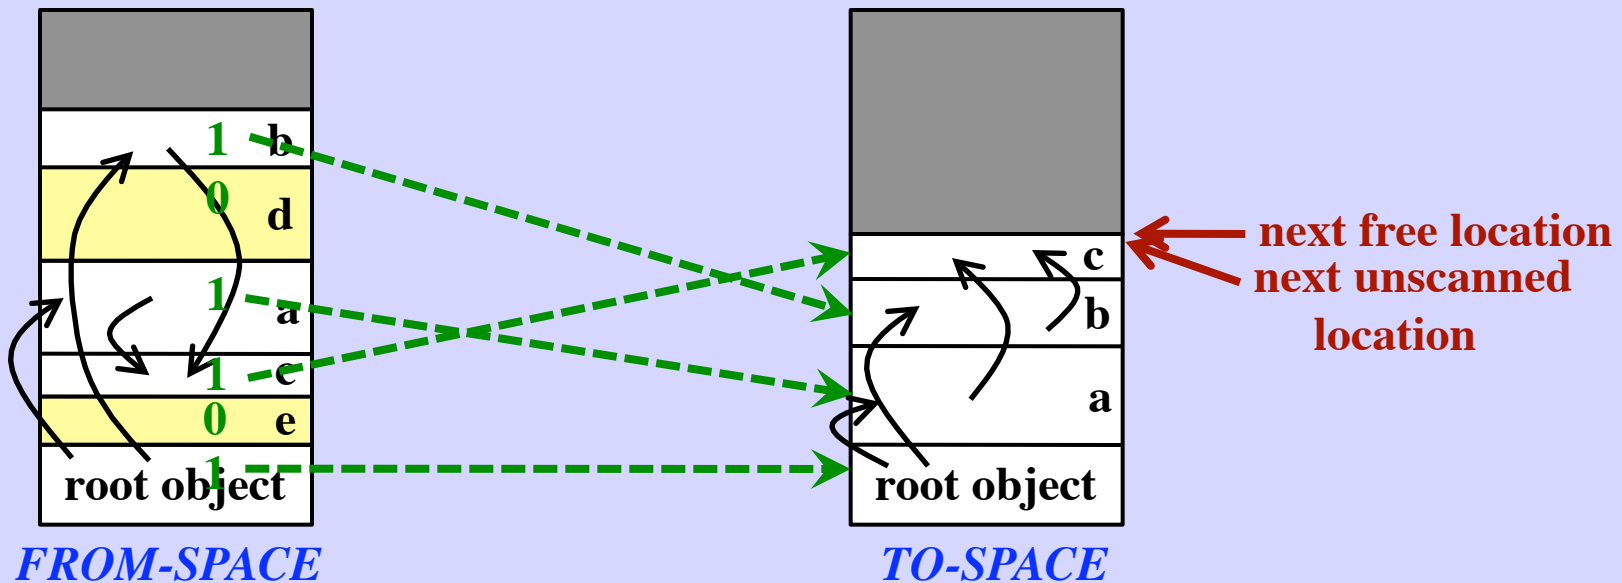 1 b
0
d
1
a
1 c
0 e
1
root object
FROM-SPACE
c
b
a
root object
TO-SPACE
next free location
next unscanned
location